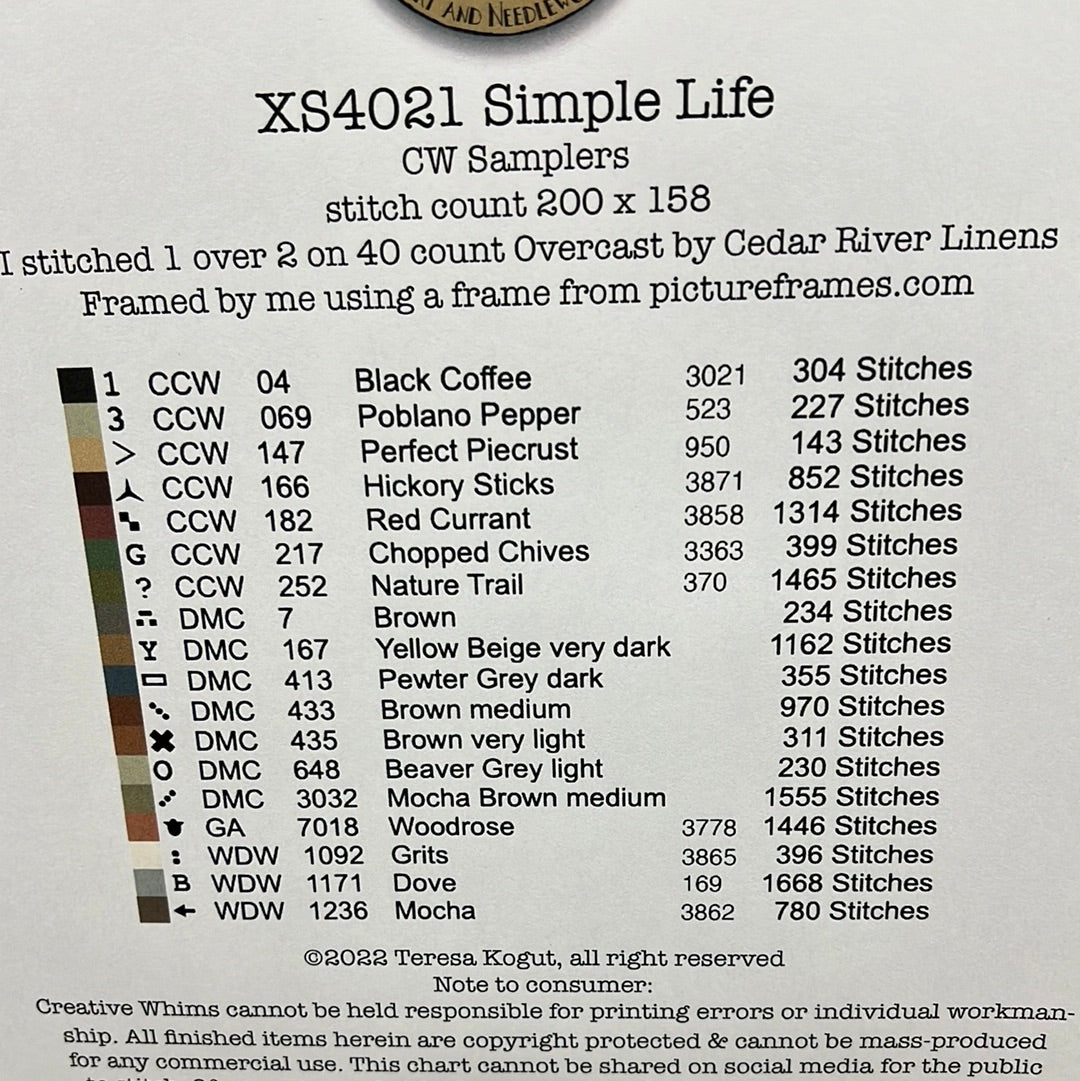 AND NEEDLEW
XS4021 Simple Life
CW Samplers
stitch count 200 x 158
I stitched 1 over 2 on 40 count Overcast by Cedar River Linens
Framed by me using a frame from pictureframes.com
1 CCW 04 Black Coffee 3021 304 Stitches
3 CCW 069 Poblano Pepper 523 227 Stitches
> CCW 147 Perfect Piecrust 950 143 Stitches
CCW 166 Hickory Sticks 3871 852 Stitches
CCW 182 Red Currant 3858 1314 Stitches
G CCW 217 Chopped Chives 3363 399 Stitches
? CCW 252 Nature Trail 370 1465 Stitches
DMC 7 Brown 234 Stitches
Y DMC 167 Yellow Beige very dark 1162 Stitches
DMC 413 Pewter Grey dark 355 Stitches
DMC 433 Brown medium 970 Stitches
DMC 435 Brown very light 311 Stitches
O DMC 648 Beaver Grey light 230 Stitches
DMC 3032 Mocha Brown medium 1555 Stitches
GA 7018 Woodrose 3778 1446 Stitches
WDW 1092 Grits 3865 396 Stitches
B WDW 1171 Dove 169 1668 Stitches
← WDW 1236 Mocha 3862 780 Stitches
©2022 Teresa Kogut, all right reserved
Note to consumer:
Creative Whims cannot be held responsible for printing errors or individual workman-
ship. All finished items herein are copyright protected & cannot be mass-produced
for any commercial use. This chart cannot be shared on social media for the public